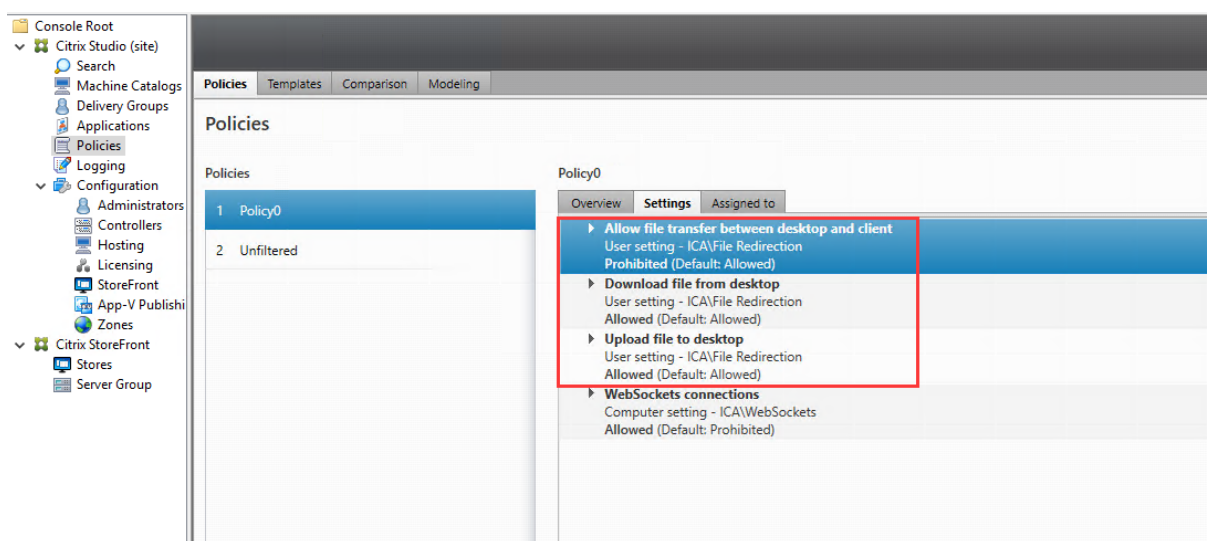 Console Root
Citrix Studio (site)
Search
Machine Catalogs
Delivery Groups
Applications
Policies
Logging
Configuration
Administrators
Controllers
Hosting
Licensing
StoreFront
App-V Publishi
Zones
Citrix StoreFront
Stores
Server Group
Policies Templates Comparison Modeling
Policies
Policies
1 Policy0
2 Unfiltered
Policy0
Overview Settings Assigned to
Allow file transfer between desktop and client
User setting - ICA\File Redirection
Prohibited (Default: Allowed)
Download file from desktop
User setting - ICA\File Redirection
Allowed (Default: Allowed)
Upload file to desktop
User setting - ICA\File Redirection
Allowed (Default: Allowed)
WebSockets connections
Computer setting - ICA\WebSockets
Allowed (Default: Prohibited)